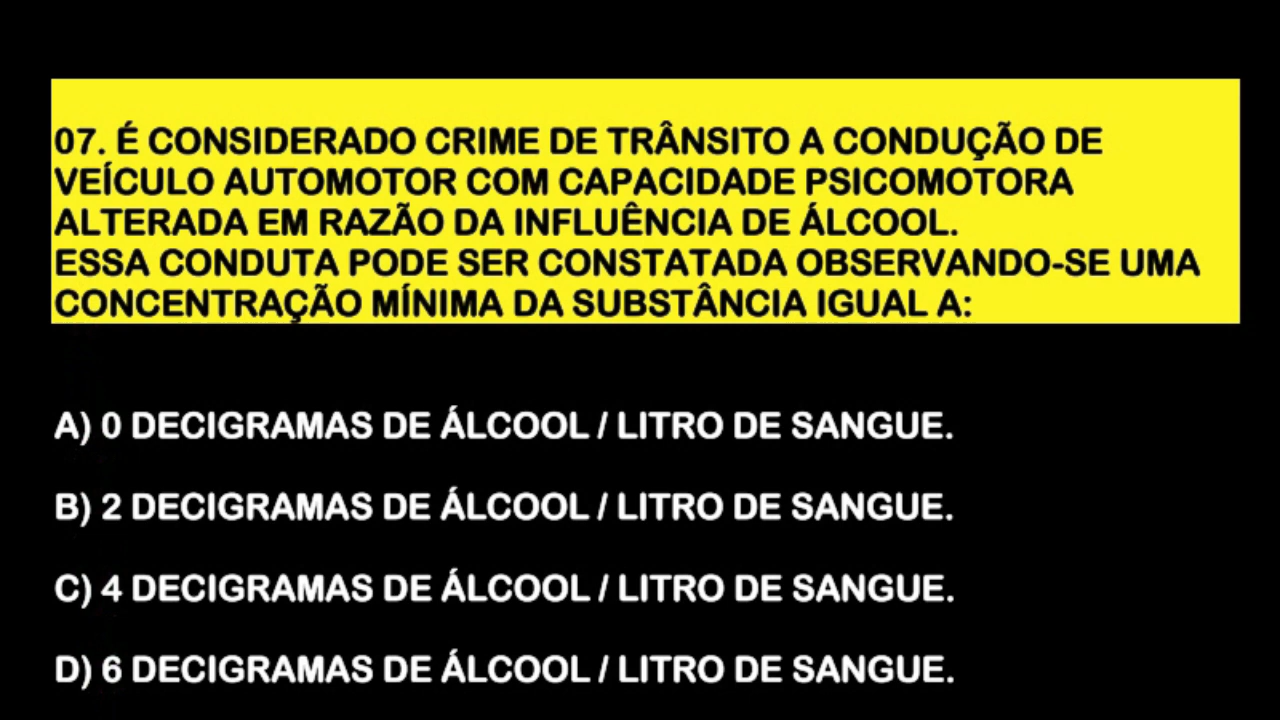 07. É CONSIDERADO CRIME DE TRÂNSITO A CONDUÇÃO DE
VEÍCULO AUTOMOTOR COM CAPACIDADE PSICOMOTORA
ALTERADA EM RAZÃO DA INFLUÊNCIA DE ÁLCOOL.
ESSA CONDUTA PODE SER CONSTATADA OBSERVANDO-SE UMA
CONCENTRAÇÃO MÍNIMA DA SUBSTÂNCIA IGUAL A:
A) 0 DECIGRAMAS DE ÁLCOOL / LITRO DE SANGUE.
B) 2 DECIGRAMAS DE ÁLCOOL / LITRO DE SANGUE.
C) 4 DECIGRAMAS DE ÁLCOOL / LITRO DE SANGUE.
D) 6 DECIGRAMAS DE ÁLCOOL / LITRO DE SANGUE.